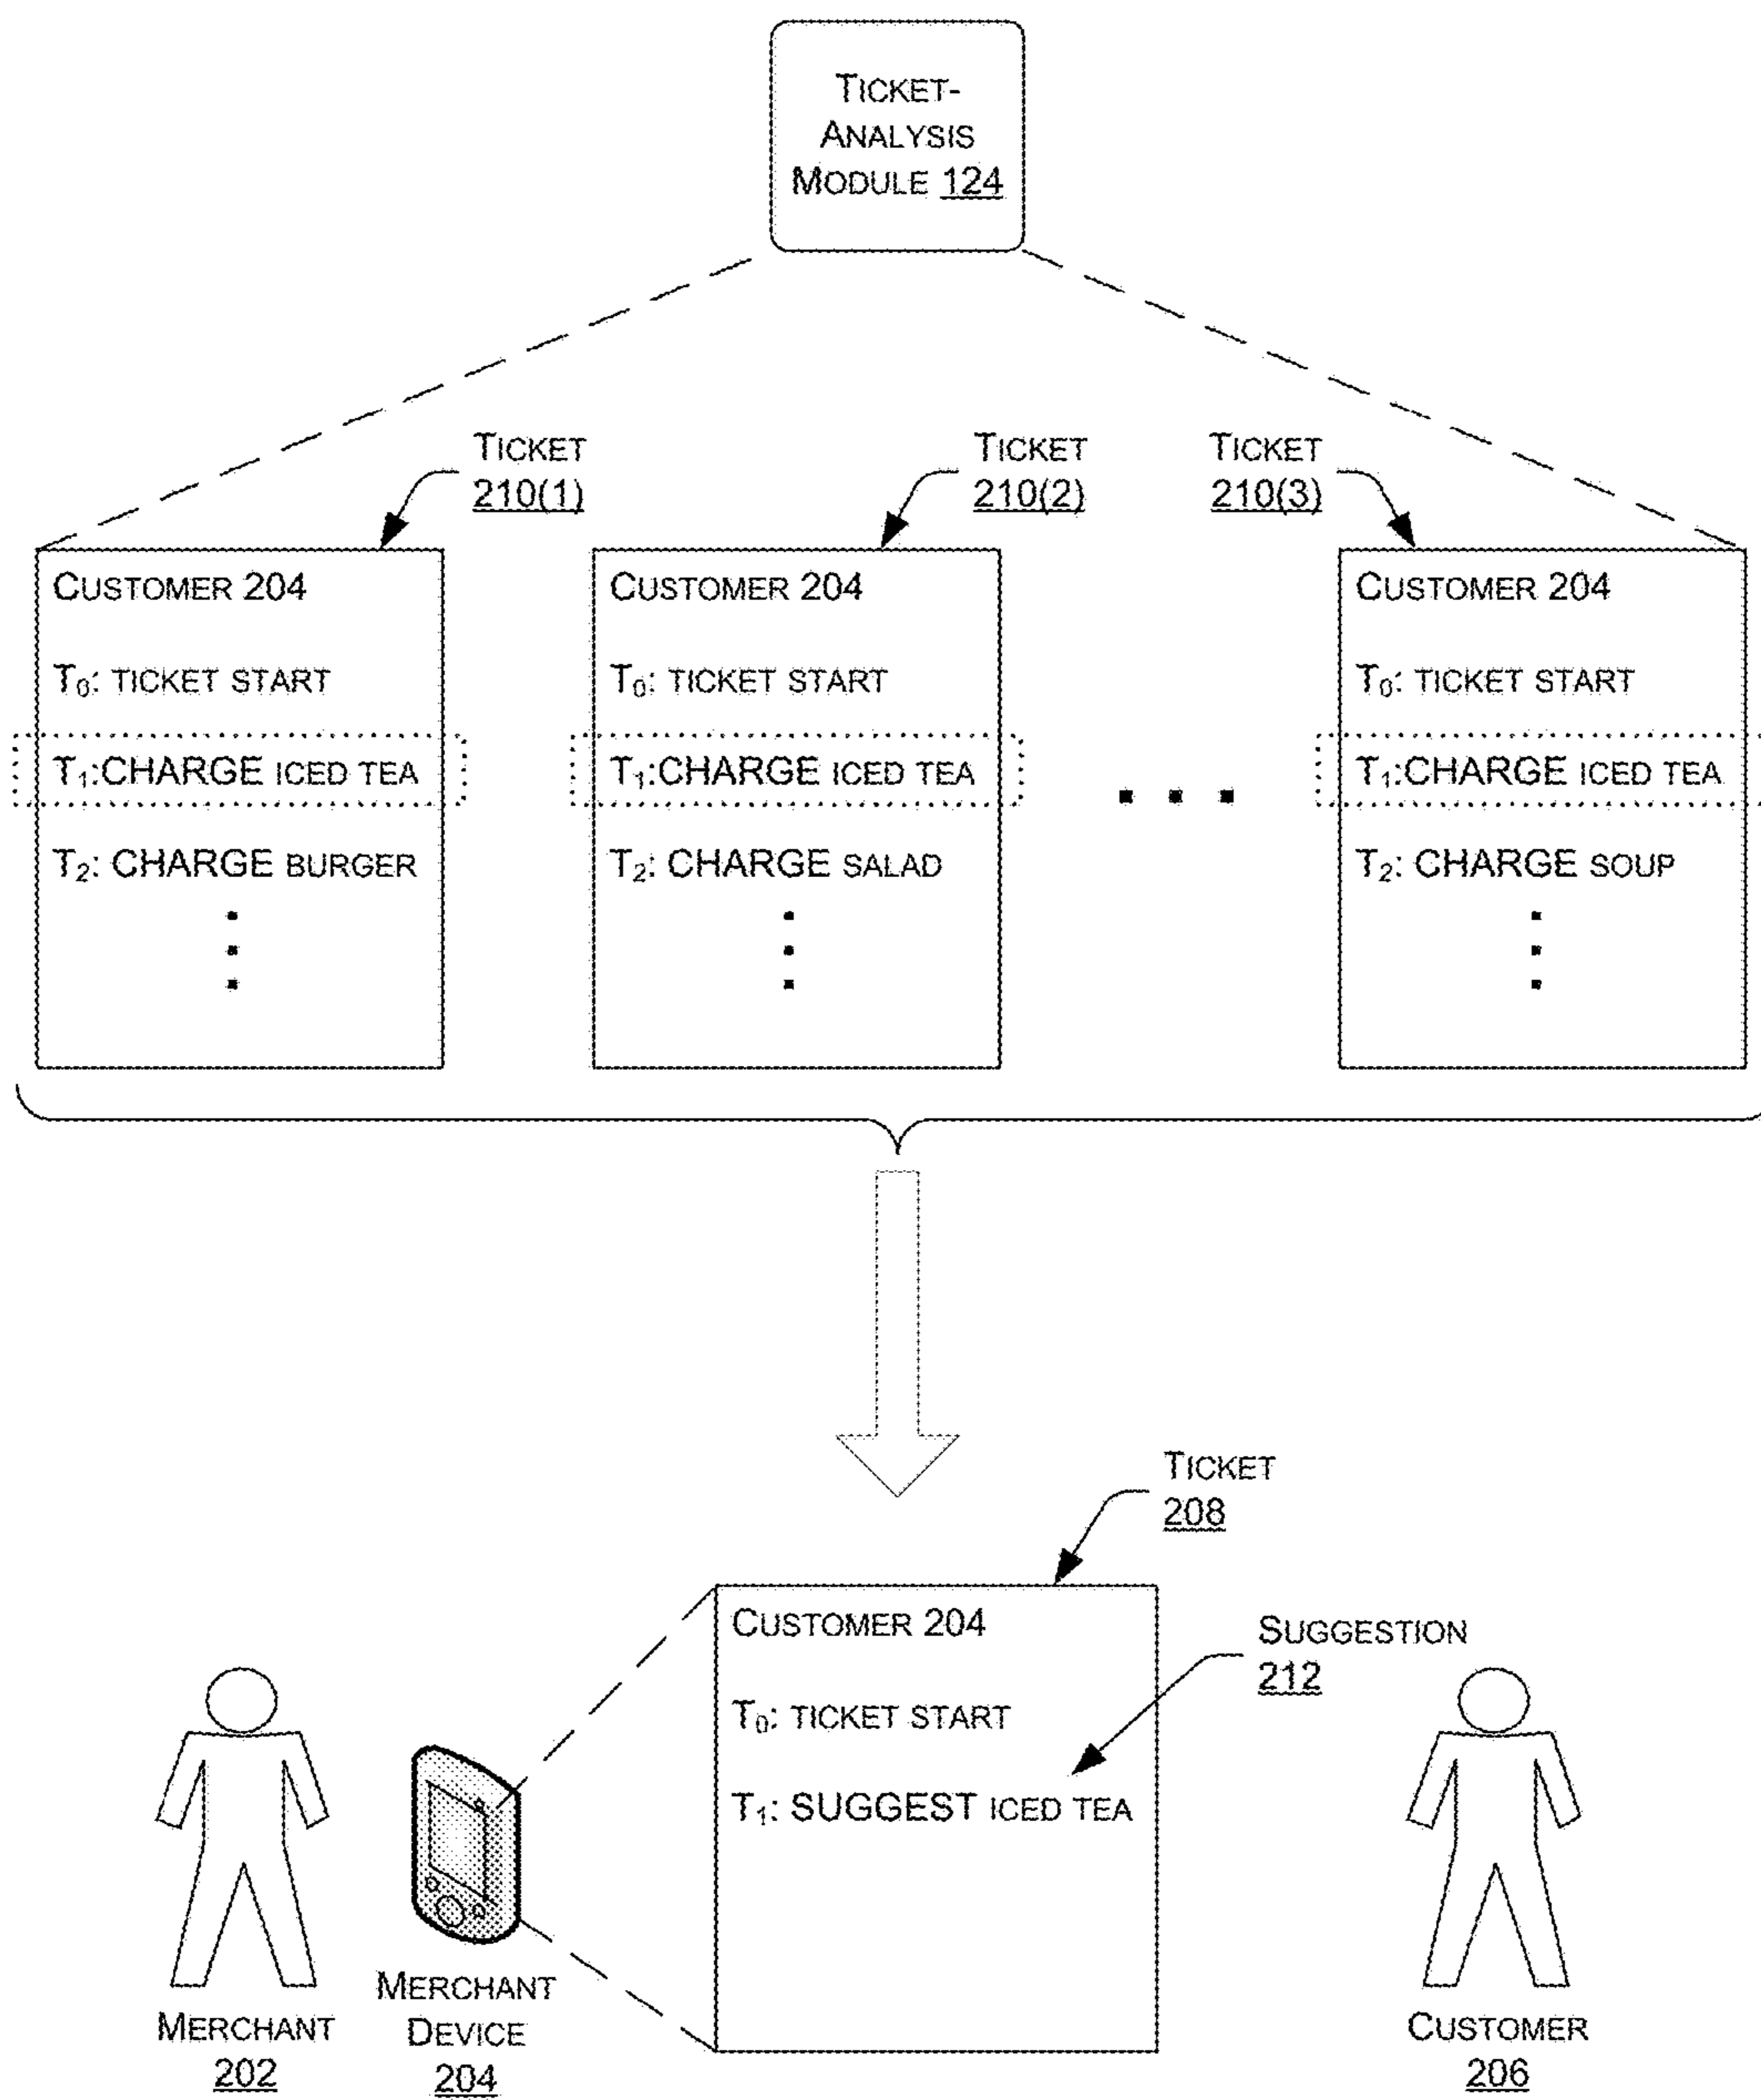 TICKET-
ANALYSIS
MODULE 124
TICKET
210(1)
TICKET
210(2)
TICKET
210(3)
CUSTOMER 204
T₀: TICKET START
T₁:CHARGE ICED TEA
T₂: CHARGE BURGER
CUSTOMER 204
T₀: TICKET START
T₁:CHARGE ICED TEA
T₂: CHARGE SALAD
CUSTOMER 204
T₀: TICKET START
T₁:CHARGE ICED TEA
T₂: CHARGE SOUP
TICKET
208
CUSTOMER 204
T₀: TICKET START
T₁: SUGGEST ICED TEA
SUGGESTION
212
MERCHANT
202
MERCHANT
DEVICE
204
CUSTOMER
206